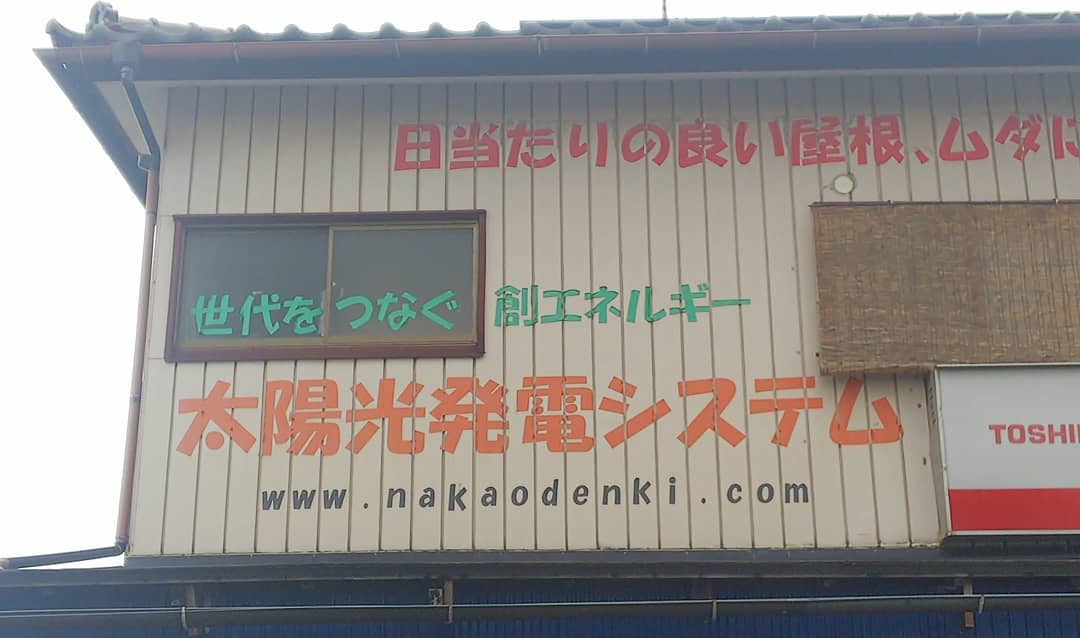 日当たりの良い屋根、ムダに
世代をつなぐ 創エネルギー
太陽光発電システム
www.nakaodenki.com
TOSHI